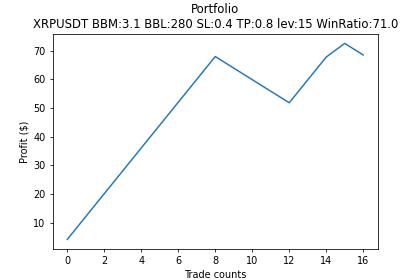 Portfolio
XRPUSDT BBM:3.1 BBL:280 SL:0.4 TP:0.8 lev:15 WinRatio:71.0
70
60
50
40
30
20
10
Profit ($)
0 2 4 6 8 10 12 14 16
Trade counts